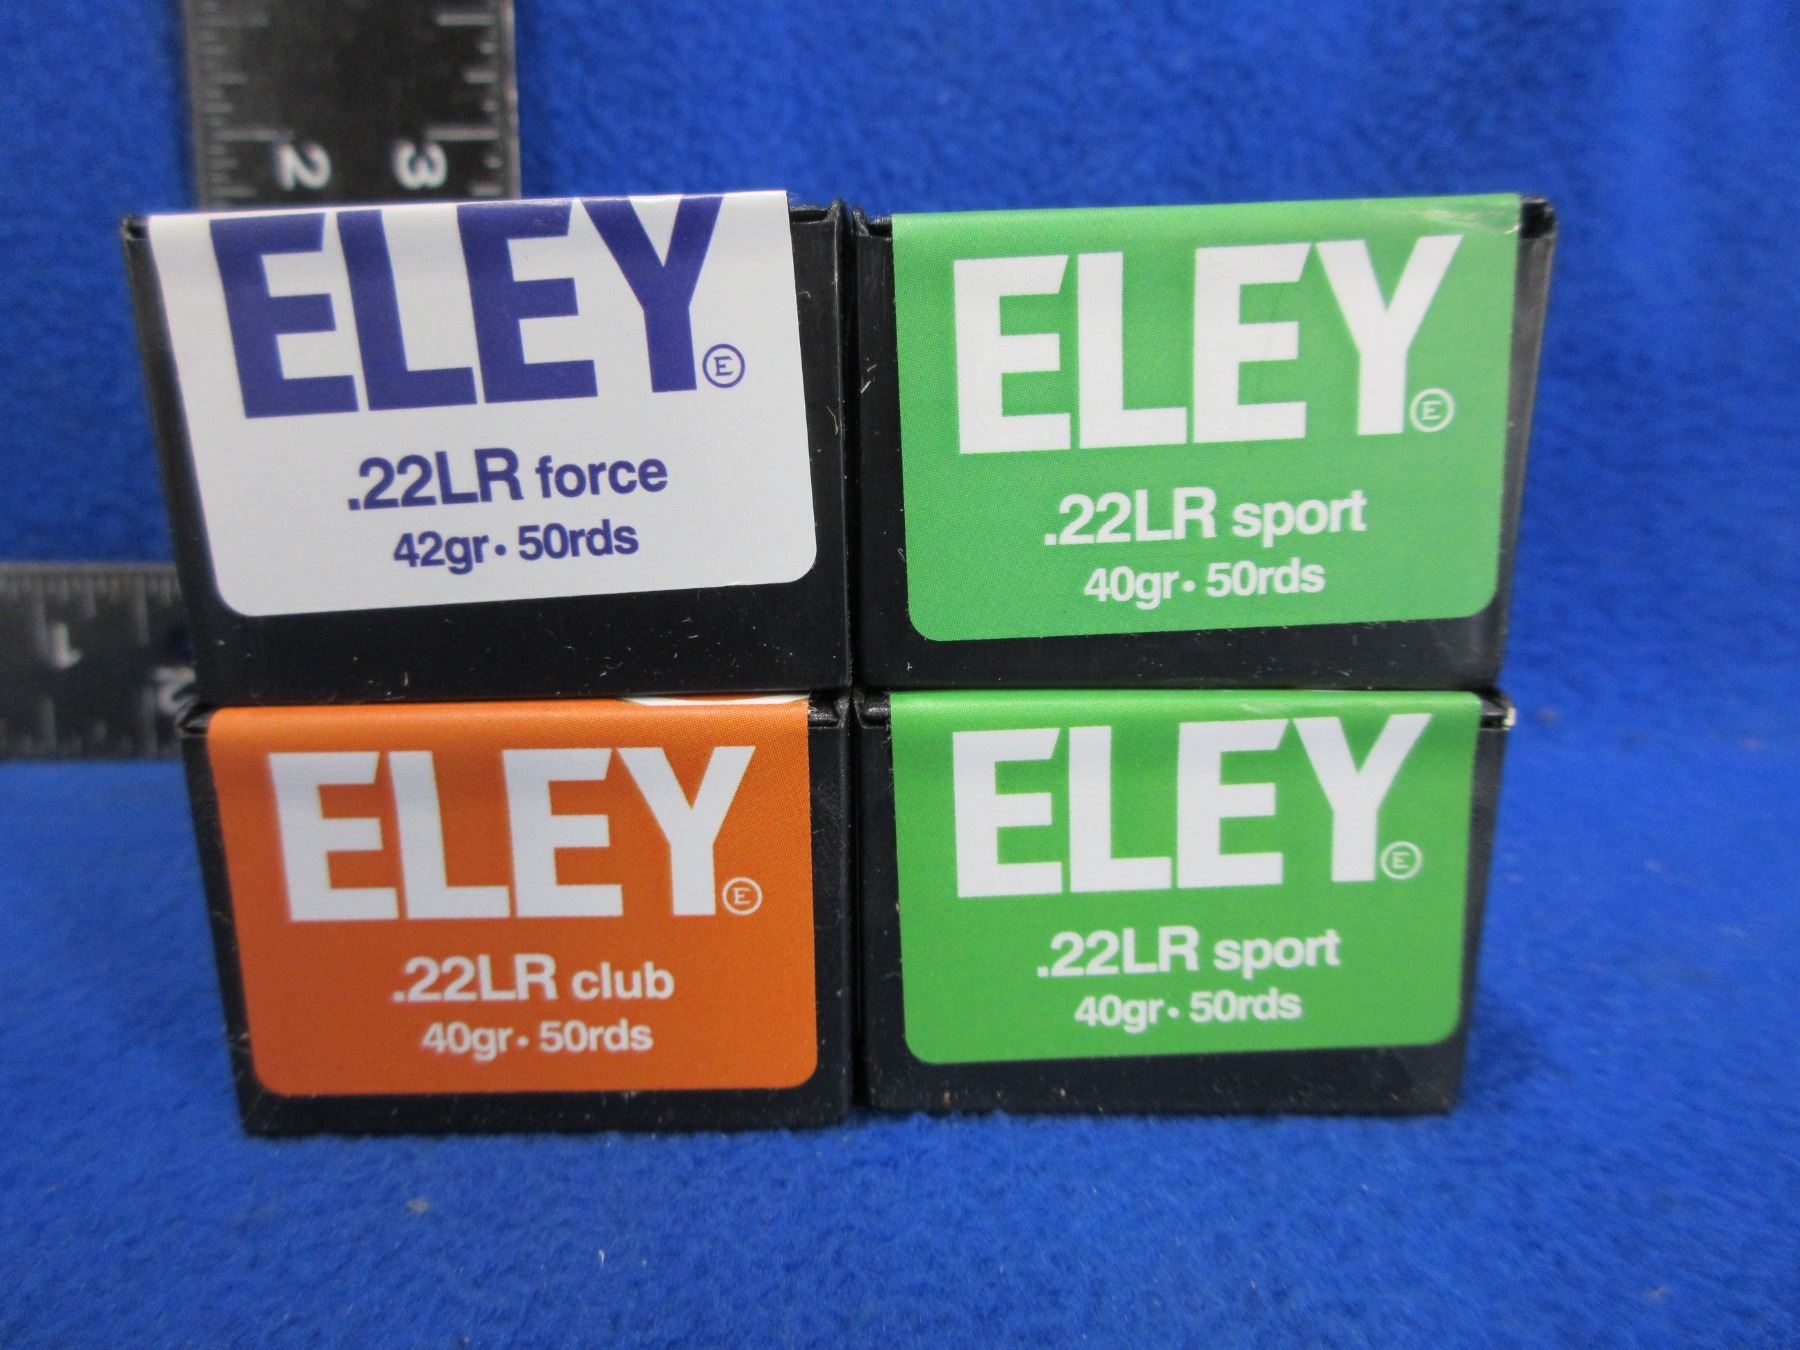 2 3
ELEY
E
.22LR force
42gr • 50rds
ELEY
E
.22LR sport
40gr • 50rds
1 2
ELEY
E
.22LR club
40gr • 50rds
ELEY
E
.22LR sport
40gr • 50rds